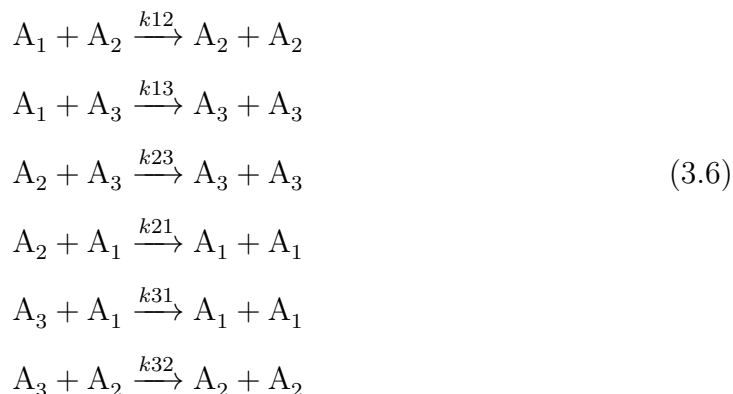 A₁ + A₂ —k12→ A₂ + A₂
A₁ + A₃ —k13→ A₃ + A₃
A₂ + A₃ —k23→ A₃ + A₃ (3.6)
A₂ + A₁ —k21→ A₁ + A₁
A₃ + A₁ —k31→ A₁ + A₁
A₃ + A₂ —k32→ A₂ + A₂